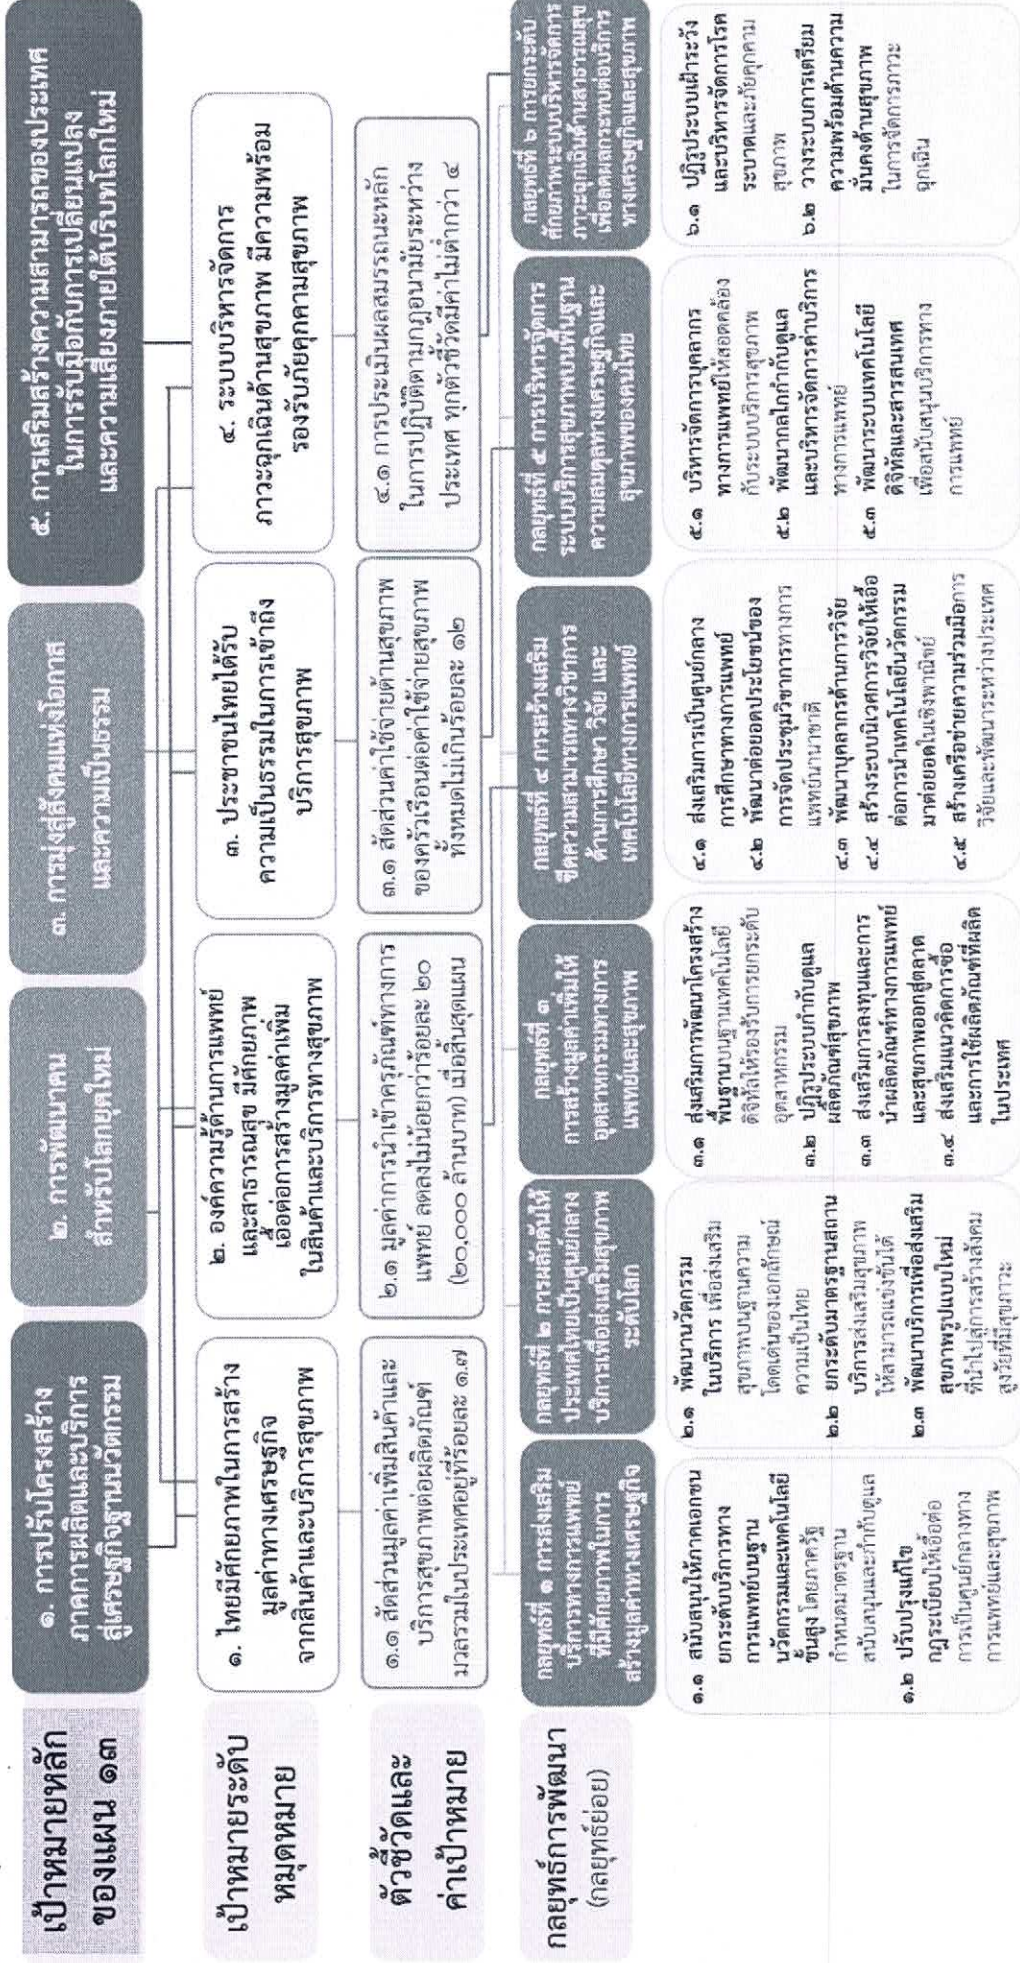 เป้าหมายหลัก
ของแผน ๑๓
๑. การปรับโครงสร้าง
ภาคการผลิตและบริการ
สู่เศรษฐกิจฐานนวัตกรรม
๒. การพัฒนาคน
สำหรับโลกยุคใหม่
๓. การมุ่งสู่สังคมแห่งโอกาส
และความเป็นธรรม
๕. การเสริมสร้างความสามารถของประเทศ
ในการรับมือกับการเปลี่ยนแปลง
และความเสี่ยงภายใต้บริบทโลกใหม่
เป้าหมายระดับ
หมุดหมาย
๑. ไทยมีศักยภาพในการสร้าง
มูลค่าทางเศรษฐกิจ
จากสินค้าและบริการสุขภาพ
๒. องค์ความรู้ด้านการแพทย์
และสาธารณสุข มีศักยภาพ
เอื้อต่อการสร้างมูลค่าเพิ่ม
ในสินค้าและบริการทางสุขภาพ
๓. ประชาชนไทยได้รับ
ความเป็นธรรมในการเข้าถึง
บริการสุขภาพ
๔. ระบบบริหารจัดการ
ภาวะฉุกเฉินด้านสุขภาพ มีความพร้อม
รองรับภัยคุกคามสุขภาพ
ตัวชี้วัดและ
ค่าเป้าหมาย
๑.๑ สัดส่วนมูลค่าเพิ่มสินค้าและ
บริการสุขภาพต่อผลิตภัณฑ์
มวลรวมในประเทศอยู่ที่ร้อยละ ๑.๗
๒.๑ มูลค่าการนำเข้าครุภัณฑ์ทางการ
แพทย์ ลดลงไม่น้อยกว่าร้อยละ ๒๐
(๒๐,๐๐๐ ล้านบาท) เมื่อสิ้นสุดแผน
๓.๑ สัดส่วนค่าใช้จ่ายด้านสุขภาพ
ของครัวเรือนต่อค่าใช้จ่ายสุขภาพ
ทั้งหมดไม่เกินร้อยละ ๑๒
๔.๑ การประเมินผลสมรรถนะหลัก
ในการปฏิบัติตามกฎอนามัยระหว่าง
ประเทศ ทุกตัวชี้วัดมีค่าไม่ต่ำกว่า ๔
กลยุทธ์การพัฒนา
(กลยุทธ์ย่อย)
กลยุทธ์ที่ ๑ การส่งเสริม
บริการทางการแพทย์
ที่มีศักยภาพในการ
สร้างมูลค่าทางเศรษฐกิจ
กลยุทธ์ที่ ๒ การผลักดันให้
ประเทศไทยเป็นศูนย์กลาง
บริการเพื่อส่งเสริมสุขภาพ
ระดับโลก
กลยุทธ์ที่ ๓
การสร้างมูลค่าเพิ่มให้
อุตสาหกรรมทางการ
แพทย์และสุขภาพ
กลยุทธ์ที่ ๔ การสร้างเสริม
ขีดความสามารถทางวิชาการ
ด้านการศึกษา วิจัย และ
เทคโนโลยีทางการแพทย์
กลยุทธ์ที่ ๕ การบริหารจัดการ
ระบบบริการสุขภาพบนพื้นฐาน
ความสมดุลทางเศรษฐกิจและ
สุขภาพของคนไทย
กลยุทธ์ที่ ๖ การยกระดับ
ศักยภาพระบบบริหารจัดการ
ภาวะฉุกเฉินด้านสาธารณสุข
เพื่อลดผลกระทบต่อบริการ
ทางเศรษฐกิจและสุขภาพ
๑.๑ สนับสนุนให้ภาคเอกชน
ยกระดับบริการทาง
การแพทย์บนฐาน
นวัตกรรมและเทคโนโลยี
ขั้นสูง โดยภาครัฐ
กำหนดมาตรฐาน
สนับสนุนและกำกับดูแล
๑.๒ ปรับปรุงแก้ไข
กฎระเบียบให้เอื้อต่อ
การเป็นศูนย์กลางทาง
การแพทย์และสุขภาพ
๒.๑ พัฒนานวัตกรรม
ในบริการ เพื่อส่งเสริม
สุขภาพบนฐานความ
โดดเด่นของเอกลักษณ์
ความเป็นไทย
๒.๒ ยกระดับมาตรฐานสถาน
บริการส่งเสริมสุขภาพ
ให้สามารถแข่งขันได้
๒.๓ พัฒนาบริการเพื่อส่งเสริม
สุขภาพรูปแบบใหม่
ที่นำไปสู่การสร้างสังคม
สูงวัยที่มีสุขภาวะ
๓.๑ ส่งเสริมการพัฒนาโครงสร้าง
พื้นฐานบนฐานเทคโนโลยี
ดิจิทัลให้รองรับการยกระดับ
อุตสาหกรรม
๓.๒ ปฏิรูประบบกำกับดูแล
ผลิตภัณฑ์สุขภาพ
๓.๓ ส่งเสริมการลงทุนและการ
นำผลิตภัณฑ์ทางการแพทย์
และสุขภาพออกสู่ตลาด
๓.๔ ส่งเสริมแนวคิดการซื้อ
และการใช้ผลิตภัณฑ์ที่ผลิต
ในประเทศ
๔.๑ ส่งเสริมการเป็นศูนย์กลาง
การศึกษาทางการแพทย์
๔.๒ พัฒนาต่อยอดประโยชน์ของ
การจัดประชุมวิชาการทางการ
แพทย์นานาชาติ
๔.๓ พัฒนาบุคลากรด้านการวิจัย
๔.๔ สร้างระบบนิเวศการวิจัยให้เอื้อ
ต่อการนำเทคโนโลยีนวัตกรรม
มาต่อยอดในเชิงพาณิชย์
๔.๕ สร้างเครือข่ายความร่วมมือการ
วิจัยและพัฒนาระหว่างประเทศ
๕.๑ บริหารจัดการบุคลากร
ทางการแพทย์ให้สอดคล้อง
กับระบบบริการสุขภาพ
๕.๒ พัฒนากลไกกำกับดูแล
และบริหารจัดการค่าบริการ
ทางการแพทย์
๕.๓ พัฒนาระบบเทคโนโลยี
ดิจิทัลและสารสนเทศ
เพื่อสนับสนุนบริการทาง
การแพทย์
๖.๑ ปฏิรูประบบเฝ้าระวัง
และบริหารจัดการโรค
ระบาดและภัยคุกคาม
สุขภาพ
๖.๒ วางระบบการเตรียม
ความพร้อมด้านความ
มั่นคงด้านสุขภาพ
ในการจัดการภาวะ
ฉุกเฉิน